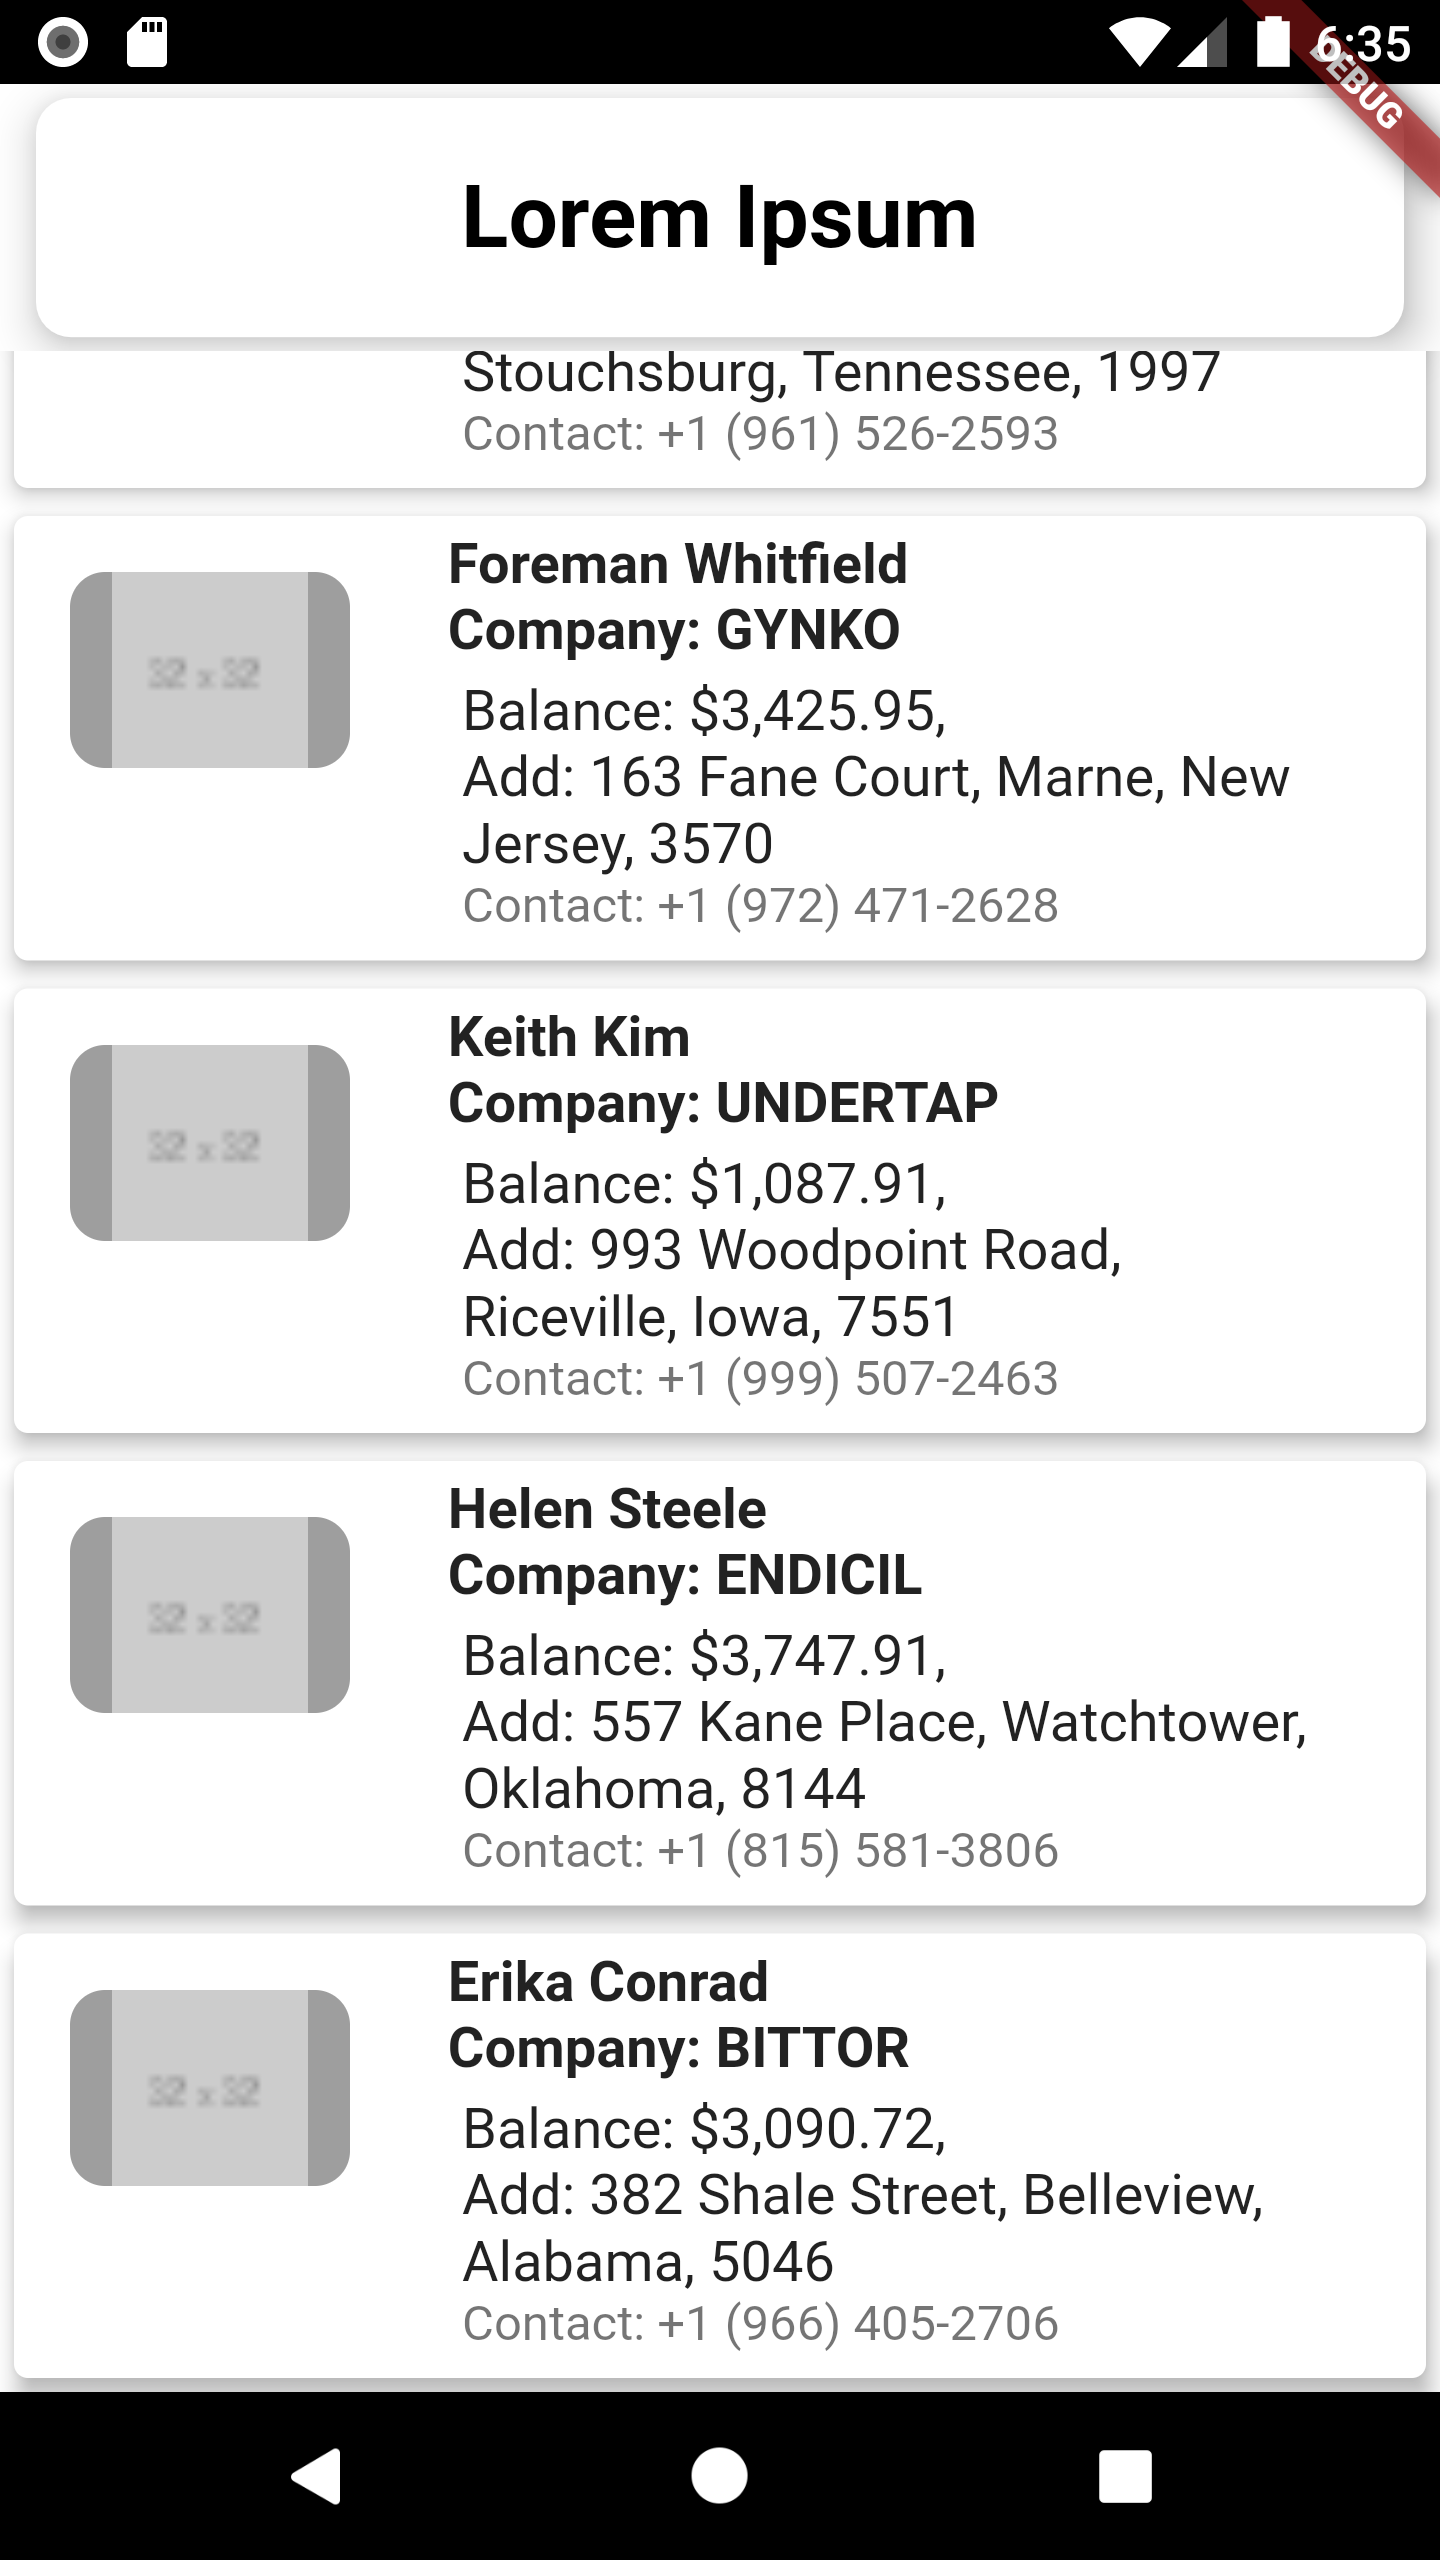 6:35
DEBUG
Lorem Ipsum
Stouchsburg, Tennessee, 1997
Contact: +1 (961) 526-2593
Foreman Whitfield
Company: GYNKO
32 x 32
Balance: $3,425.95,
Add: 163 Fane Court, Marne, New
Jersey, 3570
Contact: +1 (972) 471-2628
Keith Kim
Company: UNDERTAP
32 x 32
Balance: $1,087.91,
Add: 993 Woodpoint Road,
Riceville, Iowa, 7551
Contact: +1 (999) 507-2463
Helen Steele
Company: ENDICIL
32 x 32
Balance: $3,747.91,
Add: 557 Kane Place, Watchtower,
Oklahoma, 8144
Contact: +1 (815) 581-3806
Erika Conrad
Company: BITTOR
32 x 32
Balance: $3,090.72,
Add: 382 Shale Street, Belleview,
Alabama, 5046
Contact: +1 (966) 405-2706